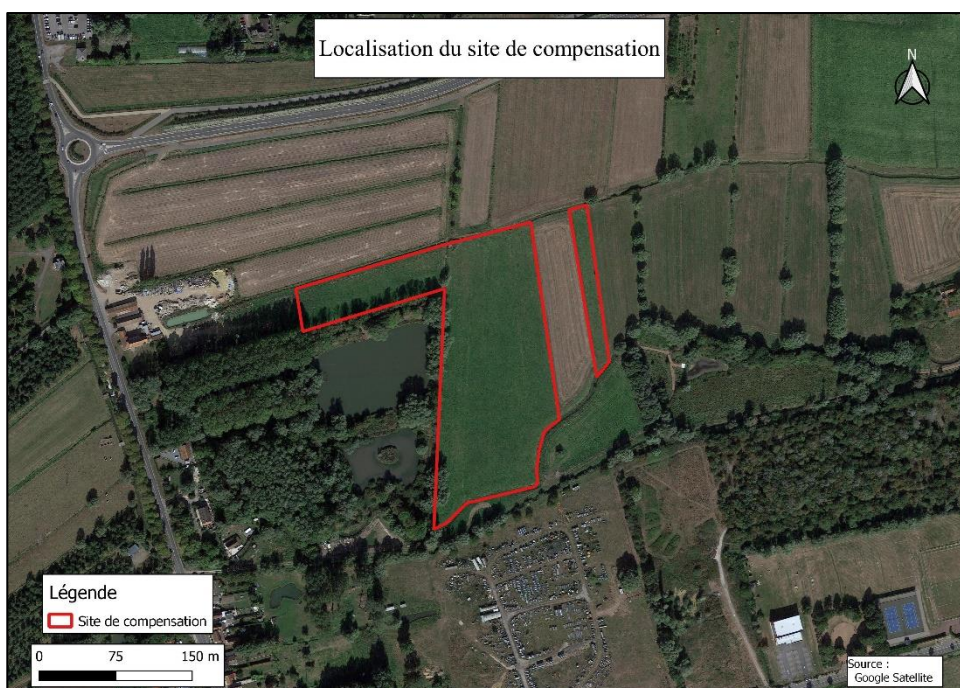 Localisation du site de compensation
N
Légende
Site de compensation
0 75 150 m
Source :
Google Satellite